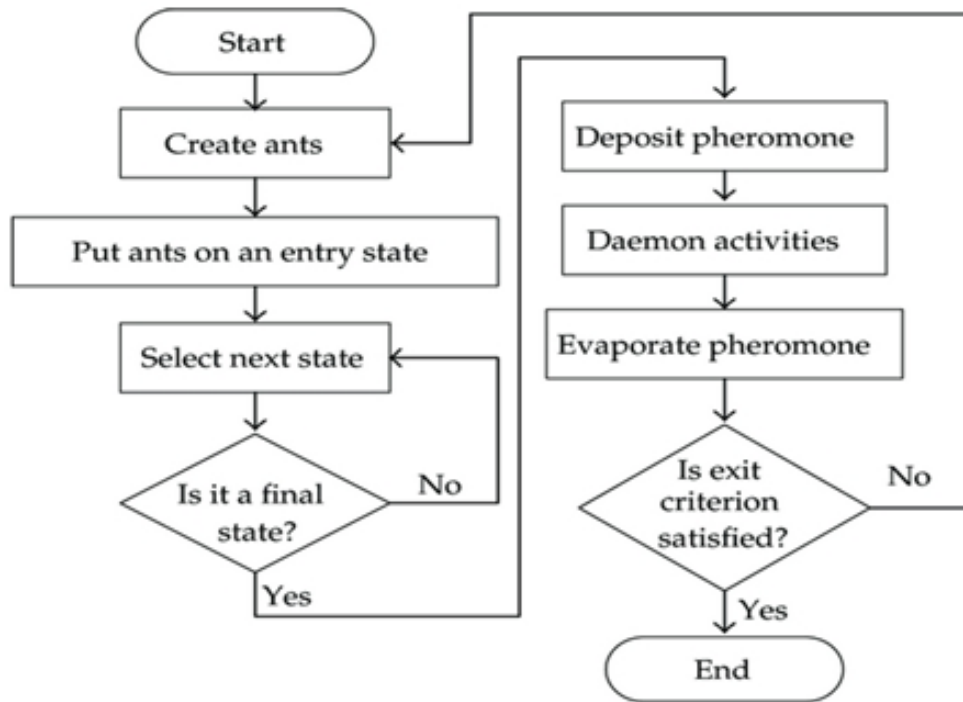 Start
Create ants
Put ants on an entry state
Select next state
Is it a final
state?
No
Yes
Deposit pheromone
Daemon activities
Evaporate pheromone
Is exit
criterion
satisfied?
No
Yes
End